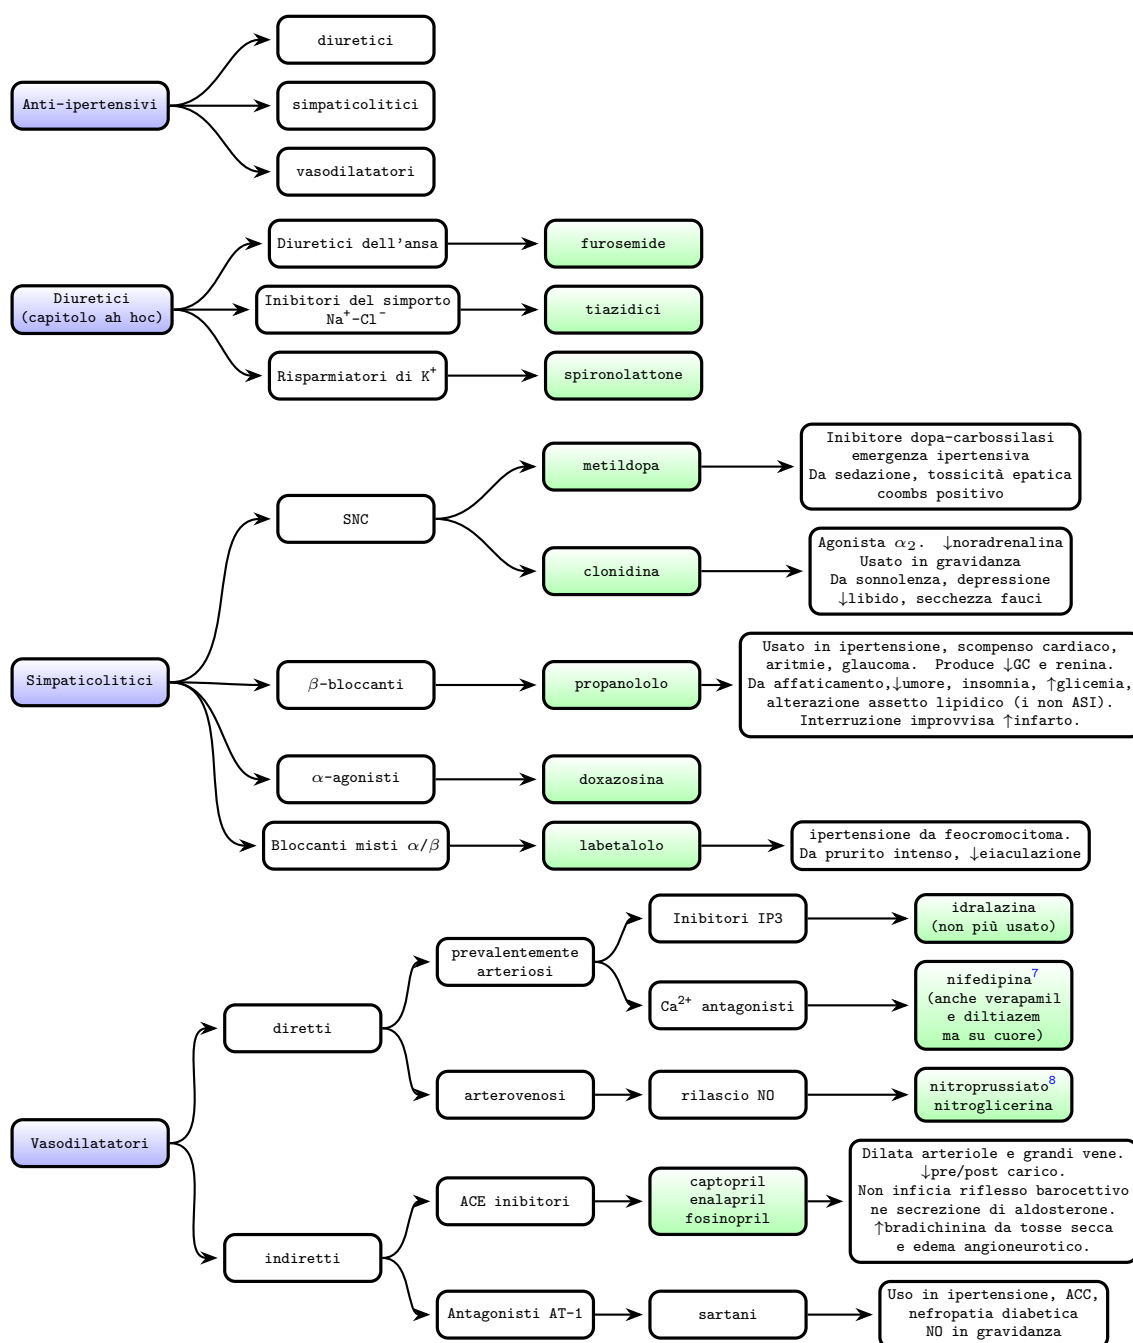 Anti-ipertensivi
diuretici
simpaticolitici
vasodilatatori
Diuretici
(capitolo ah hoc)
Diuretici dell'ansa
furosemide
Inibitori del simporto
Na⁺-Cl⁻
tiazidici
Risparmiatori di K⁺
spironolattone
Simpaticolitici
SNC
metildopa
Inibitore dopa-carbossilasi
emergenza ipertensiva
Da sedazione, tossicità epatica
coombs positivo
clonidina
Agonista α₂. ↓noradrenalina
Usato in gravidanza
Da sonnolenza, depressione
↓libido, secchezza fauci
β-bloccanti
propanololo
Usato in ipertensione, scompenso cardiaco,
aritmie, glaucoma. Produce ↓GC e renina.
Da affaticamento,↓umore, insomnia, ↑glicemia,
alterazione assetto lipidico (i non ASI).
Interruzione improvvisa ↑infarto.
α-agonisti
doxazosina
Bloccanti misti α/β
labetalolo
ipertensione da feocromocitoma.
Da prurito intenso, ↓eiaculazione
Vasodilatatori
diretti
prevalentemente
arteriosi
Inibitori IP3
idralazina
(non più usato)
Ca²⁺ antagonisti
nifedipina⁷
(anche verapamil
e diltiazem
ma su cuore)
arterovenosi
rilascio NO
nitroprussiato⁸
nitroglicerina
indiretti
ACE inibitori
captopril
enalapril
fosinopril
Dilata arteriole e grandi vene.
↓pre/post carico.
Non inficia riflesso barocettivo
ne secrezione di aldosterone.
↑bradichinina da tosse secca
e edema angioneurotico.
Antagonisti AT-1
sartani
Uso in ipertensione, ACC,
nefropatia diabetica
NO in gravidanza